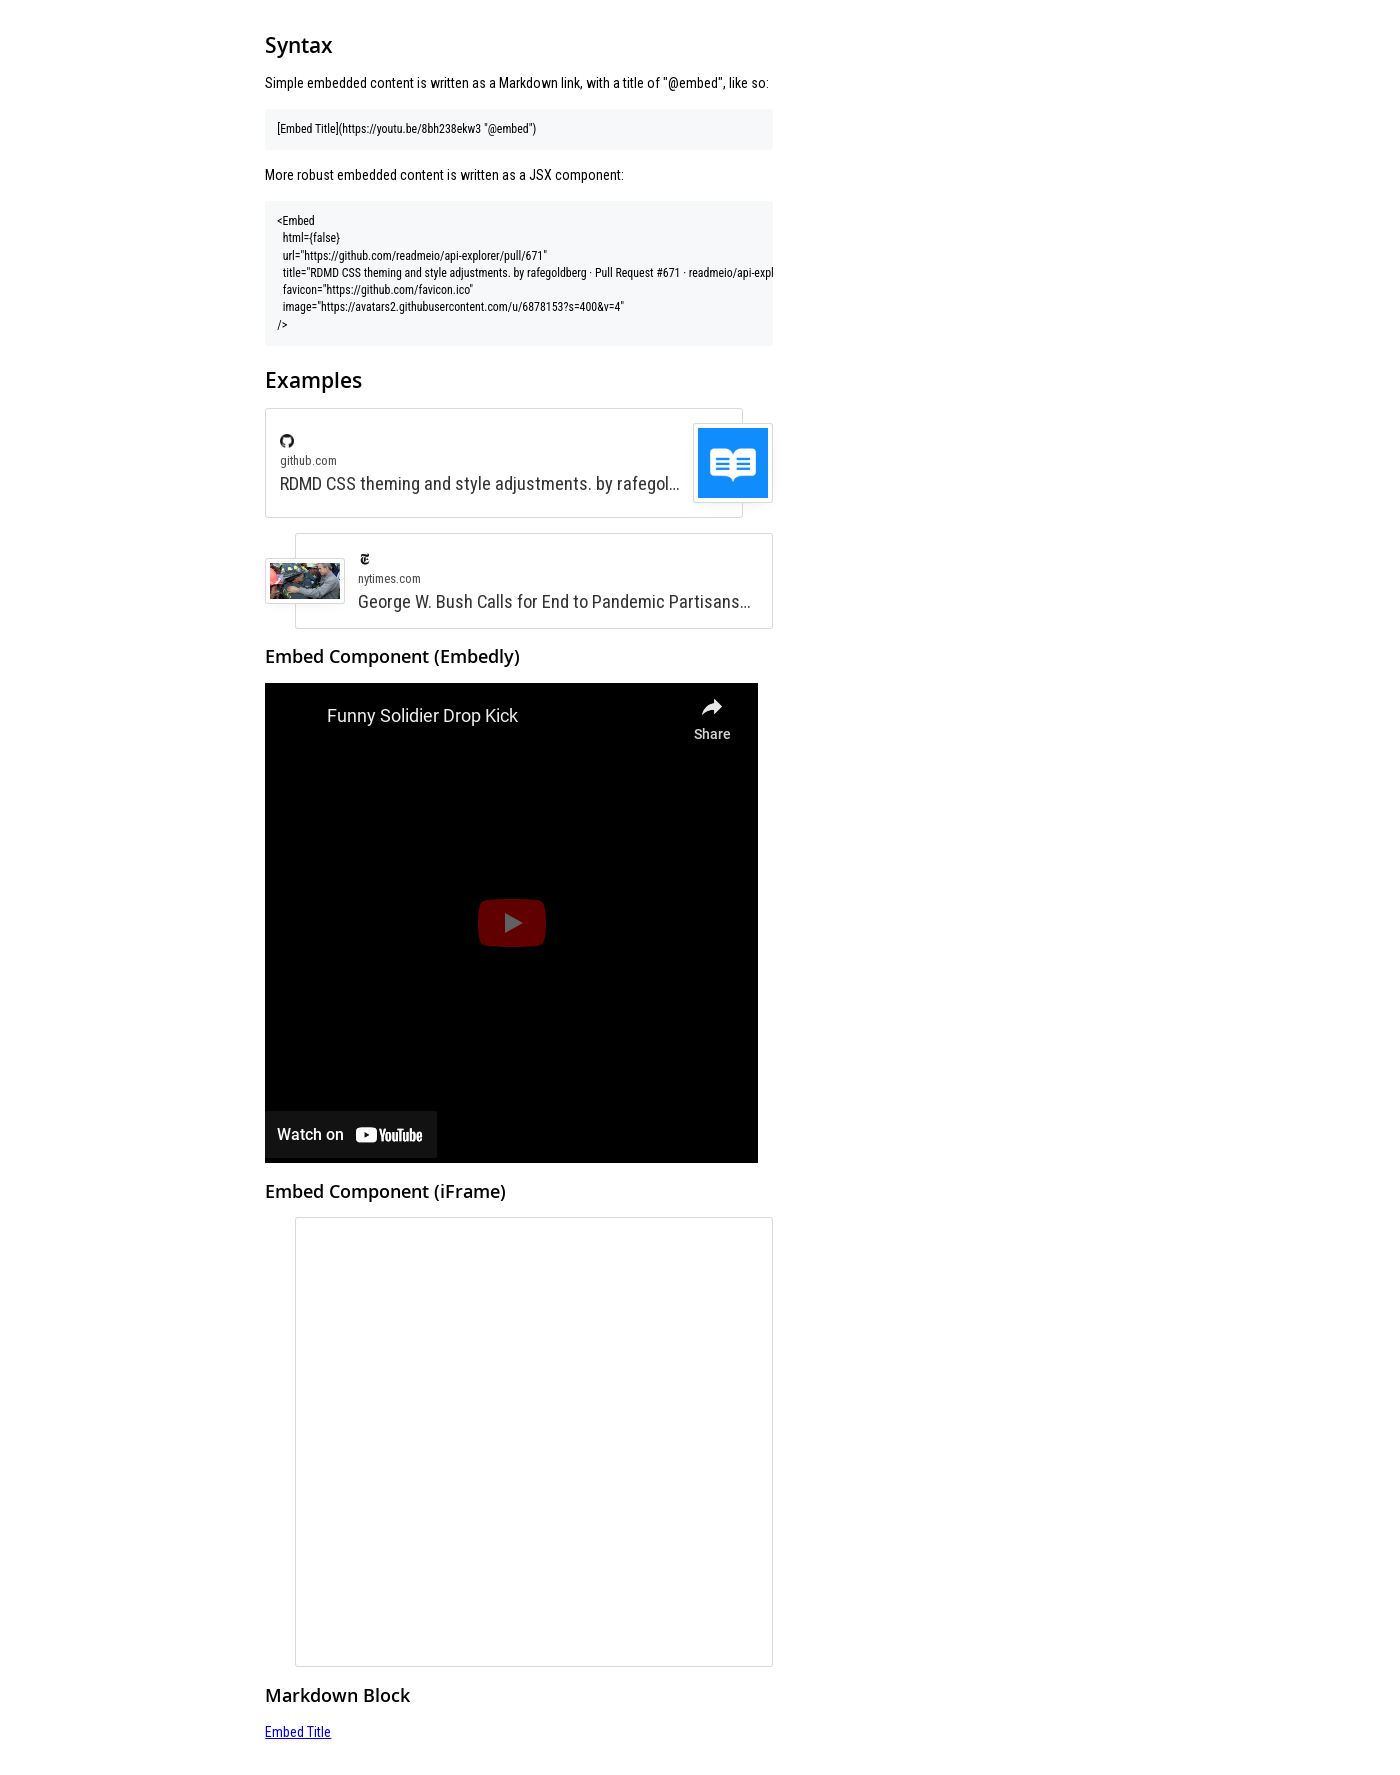 Syntax
Simple embedded content is written as a Markdown link, with a title of "@embed", like so:
[Embed Title](https://youtu.be/8bh238ekw3 "@embed")
More robust embedded content is written as a JSX component:
<Embed
  html={false}
  url="https://github.com/readmeio/api-explorer/pull/671"
  title="RDMD CSS theming and style adjustments. by rafegoldberg · Pull Request #671 · readmeio/api-expl
  favicon="https://github.com/favicon.ico"
  image="https://avatars2.githubusercontent.com/u/6878153?s=400&v=4"
/>
Examples
github.com
RDMD CSS theming and style adjustments. by rafegol...
nytimes.com
George W. Bush Calls for End to Pandemic Partisans...
Embed Component (Embedly)
Funny Solidier Drop Kick
Share
Watch on YouTube
Embed Component (iFrame)
Markdown Block
Embed Title